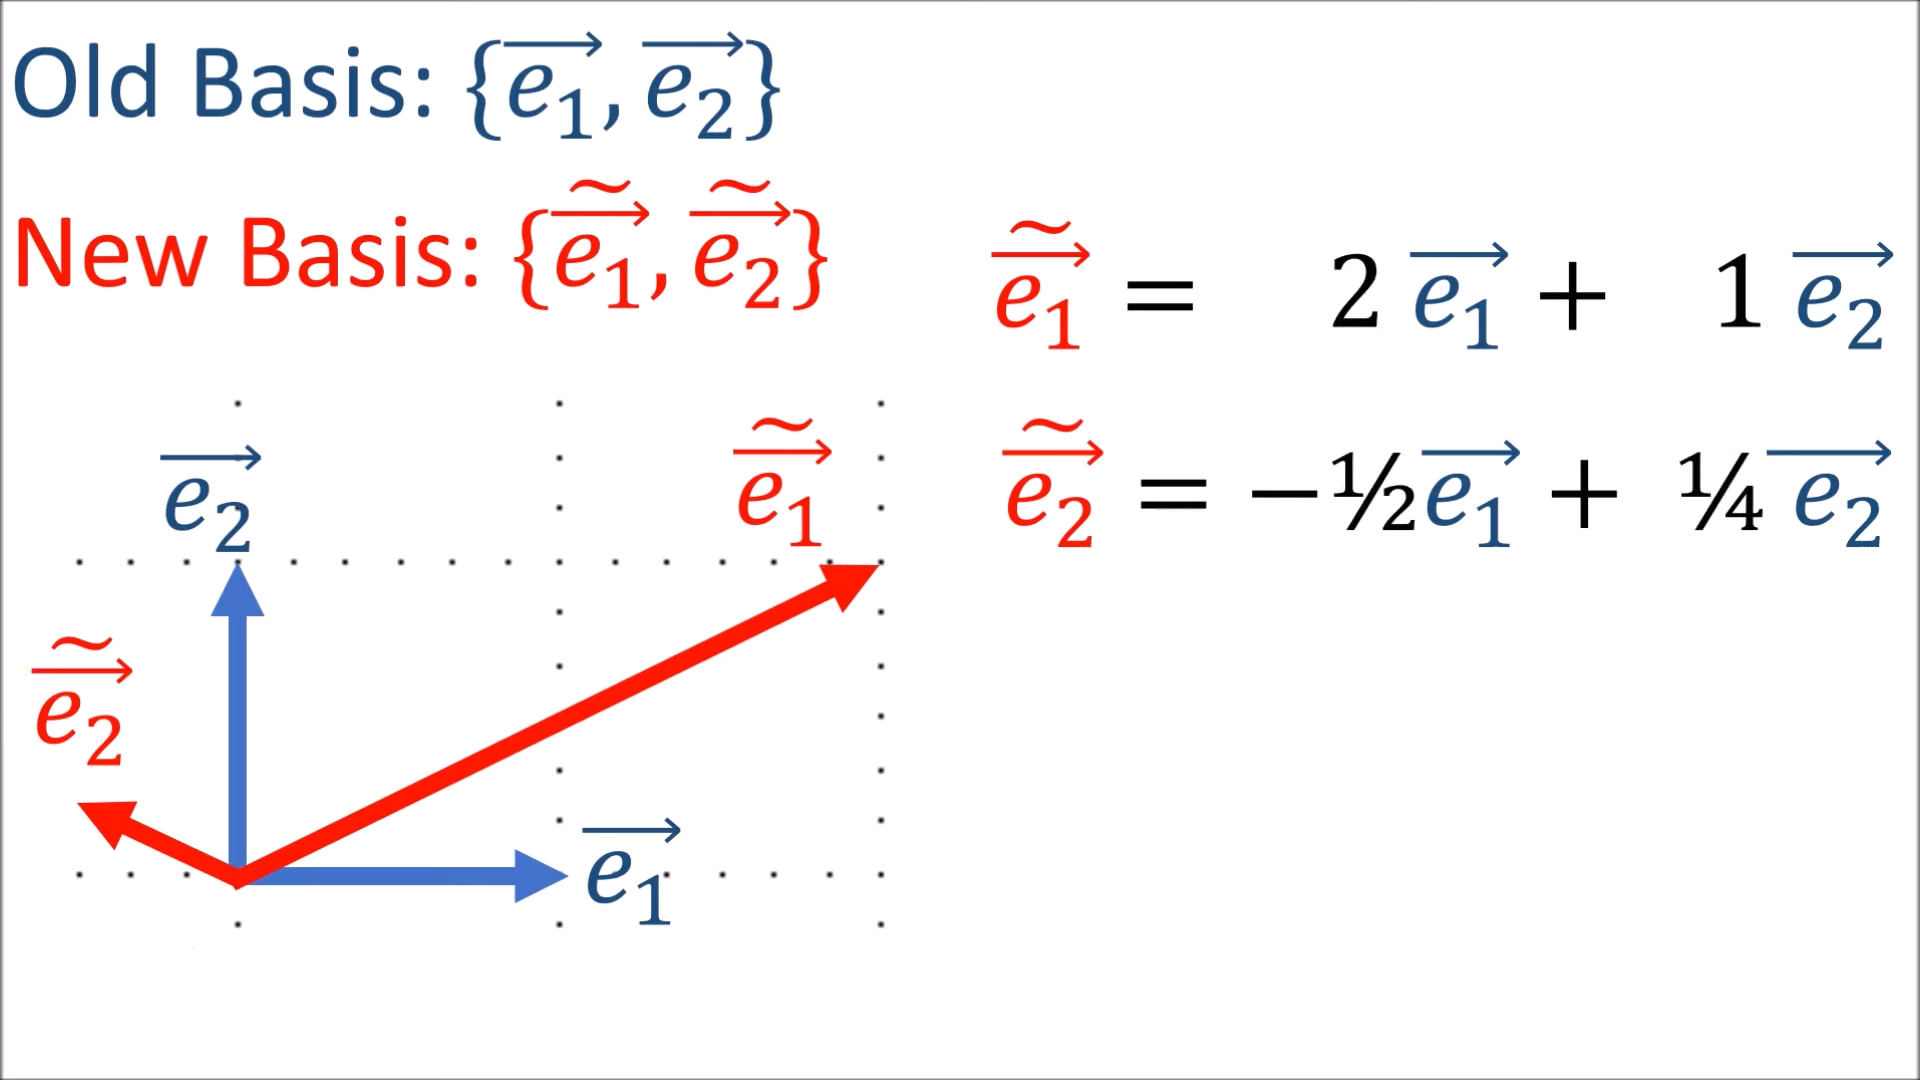 Old Basis: {$\overrightarrow{e_1}$, $\overrightarrow{e_2}$}
New Basis: {$\widetilde{\overrightarrow{e_1}}$, $\widetilde{\overrightarrow{e_2}}$}
$\widetilde{\overrightarrow{e_1}}$ = 2 $\overrightarrow{e_1}$ + 1 $\overrightarrow{e_2}$
$\widetilde{\overrightarrow{e_2}}$ = −½$\overrightarrow{e_1}$ + ¼ $\overrightarrow{e_2}$
$\overrightarrow{e_2}$
$\widetilde{\overrightarrow{e_1}}$
$\widetilde{\overrightarrow{e_2}}$
$\overrightarrow{e_1}$